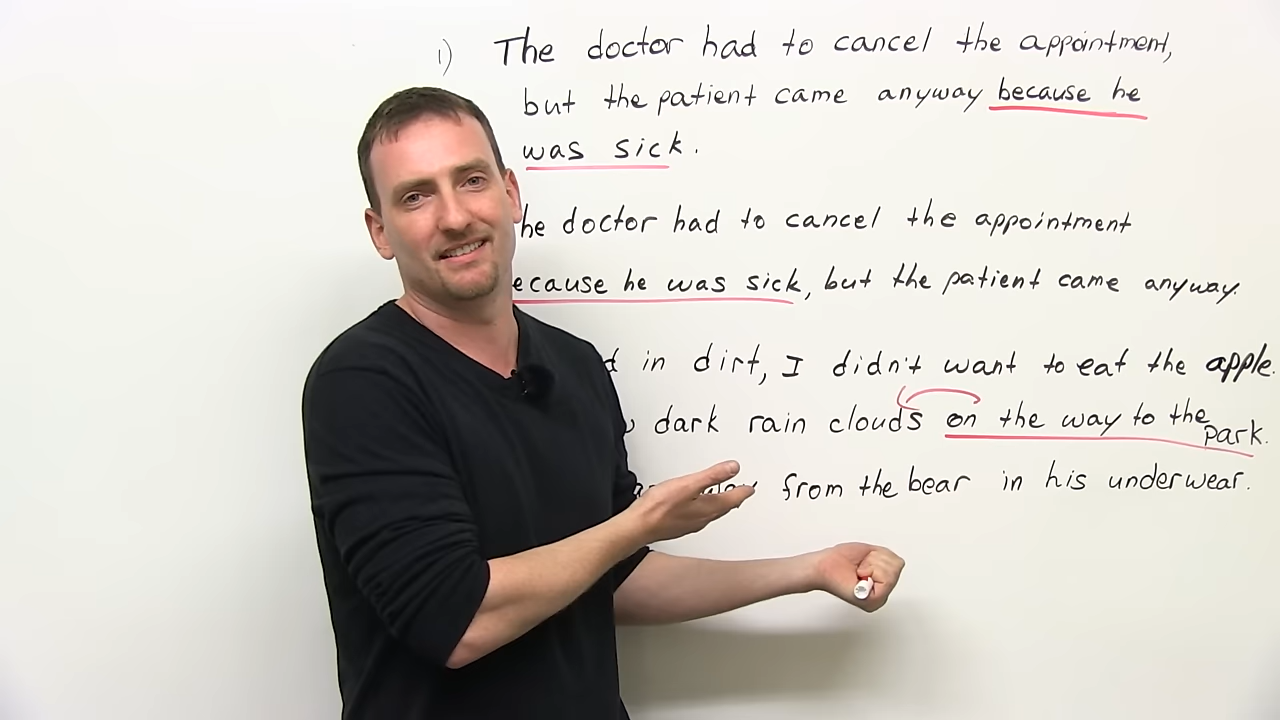 1) The doctor had to cancel the appointment,
but the patient came anyway because he
was sick.
he doctor had to cancel the appointment
ecause he was sick, but the patient came anyway.
d in dirt, I didn't want to eat the apple.
dark rain clouds on the way to the park.
from the bear in his underwear.